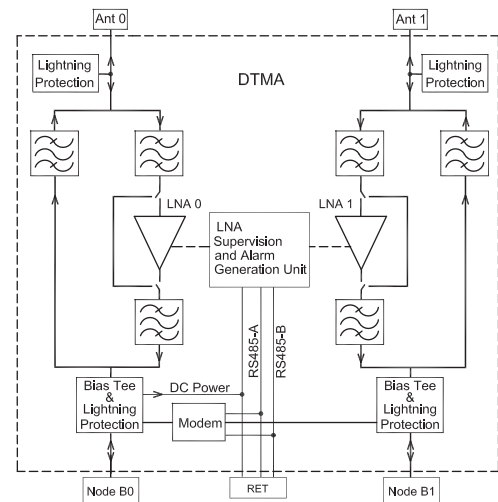 Ant 0
Ant 1
Lightning
Protection
DTMA
Lightning
Protection
LNA 0
LNA 1
LNA
Supervision
and Alarm
Generation Unit
RS485-A
RS485-B
Bias Tee
&
Lightning
Protection
DC Power
Modem
Bias Tee
&
Lightning
Protection
Node B0
RET
Node B1